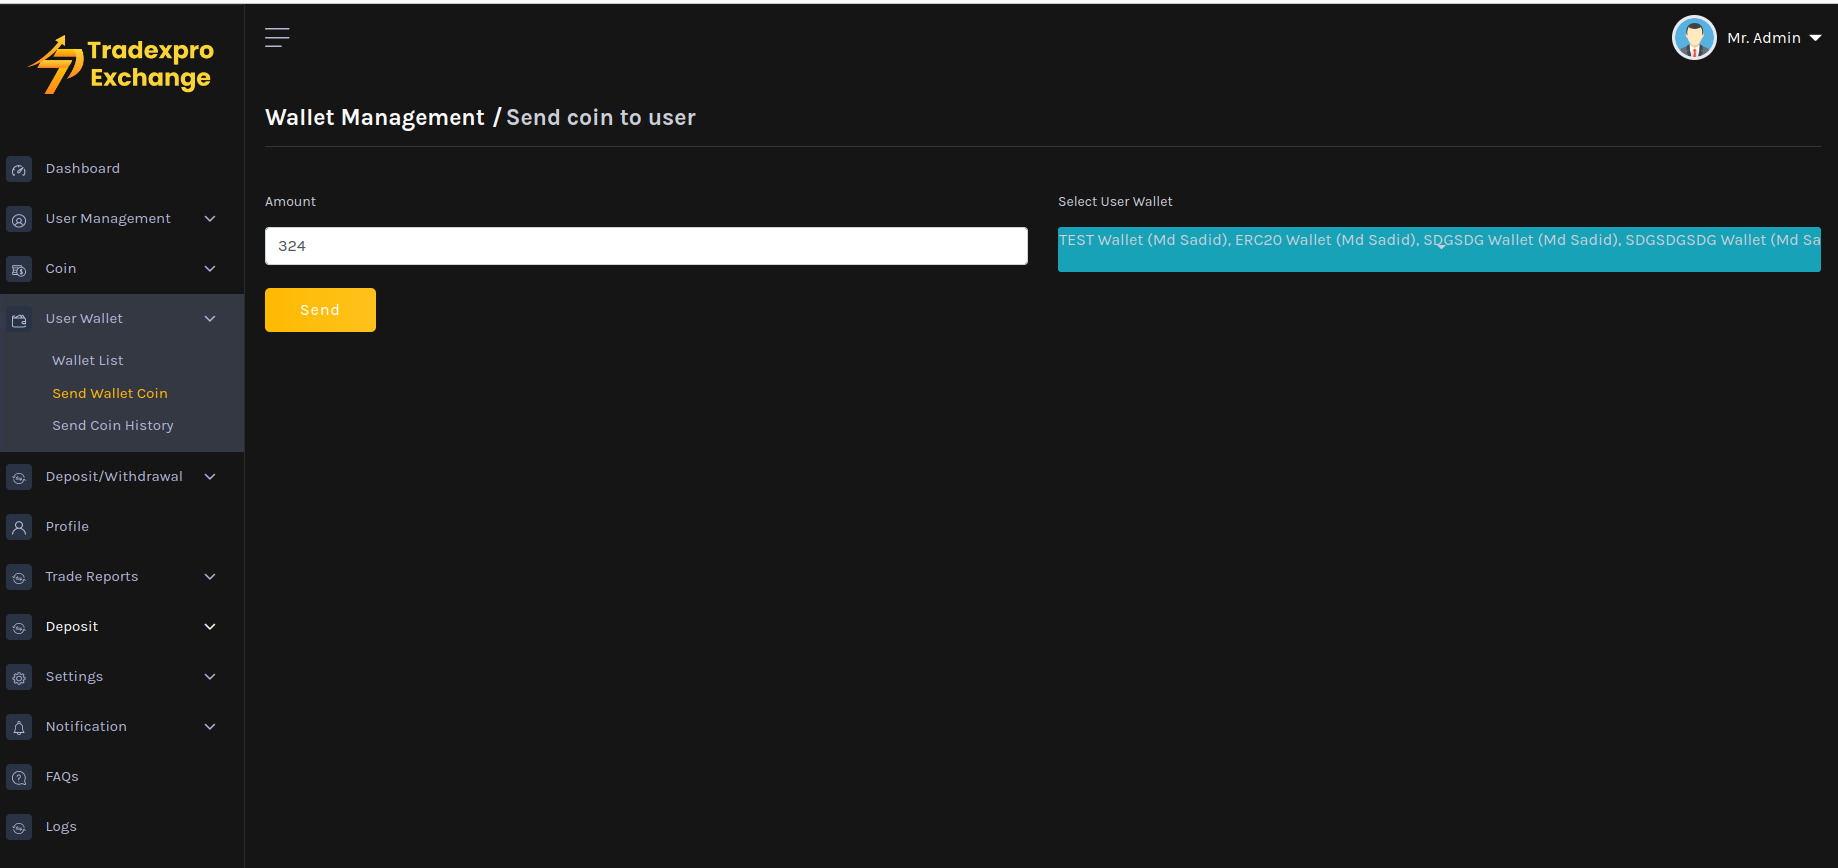 Tradexpro
Exchange
Mr. Admin
Wallet Management / Send coin to user
Dashboard
User Management
Coin
User Wallet
Wallet List
Send Wallet Coin
Send Coin History
Deposit/Withdrawal
Profile
Trade Reports
Deposit
Settings
Notification
FAQs
Logs
Amount
324
Send
Select User Wallet
TEST Wallet (Md Sadid), ERC20 Wallet (Md Sadid), SDGSDG Wallet (Md Sadid), SDGSDGSDG Wallet (Md Sa